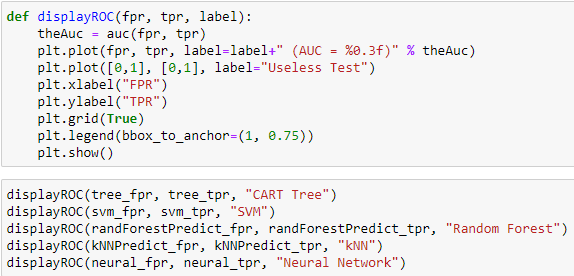 def displayROC(fpr, tpr, label):
    theAuc = auc(fpr, tpr)
    plt.plot(fpr, tpr, label=label+" (AUC = %0.3f)" % theAuc)
    plt.plot([0,1], [0,1], label="Useless Test")
    plt.xlabel("FPR")
    plt.ylabel("TPR")
    plt.grid(True)
    plt.legend(bbox_to_anchor=(1, 0.75))
    plt.show()
displayROC(tree_fpr, tree_tpr, "CART Tree")
displayROC(svm_fpr, svm_tpr, "SVM")
displayROC(randForestPredict_fpr, randForestPredict_tpr, "Random Forest")
displayROC(kNNPredict_fpr, kNNPredict_tpr, "kNN")
displayROC(neural_fpr, neural_tpr, "Neural Network")